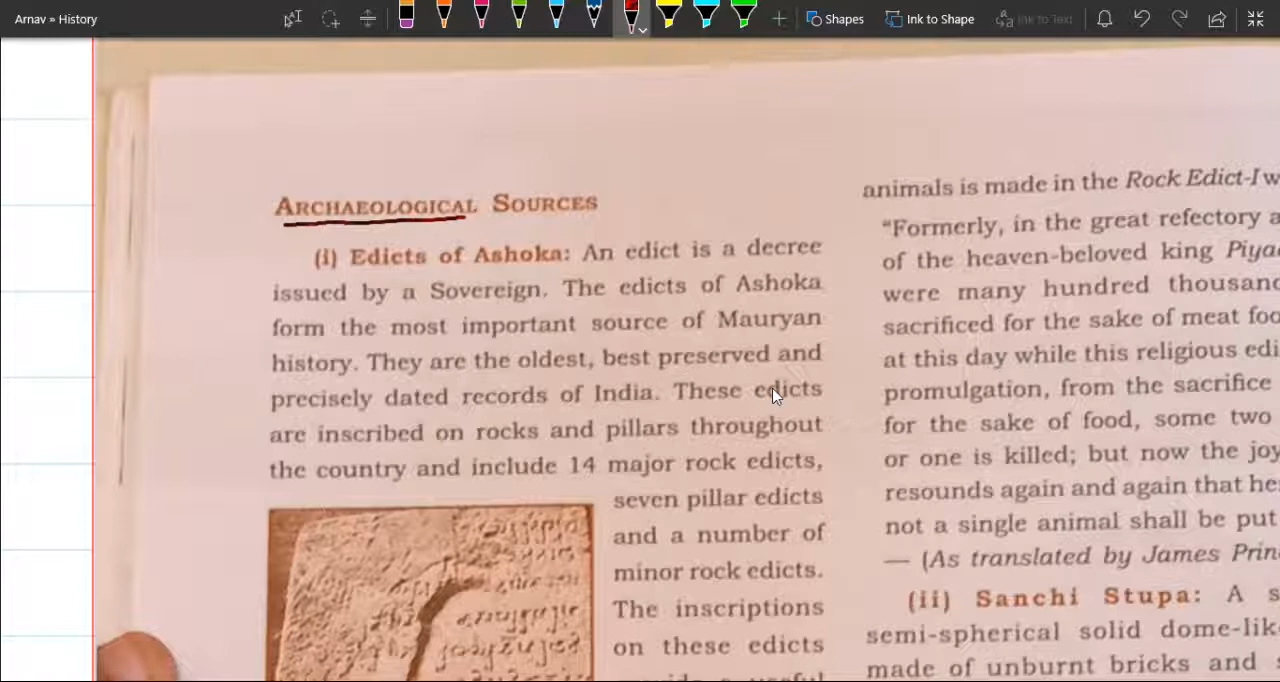 Arnav » History
Shapes
Ink to Shape
Ink to Text
ARCHAEOLOGICAL SOURCES
(i) Edicts of Ashoka: An edict is a decree
issued by a Sovereign. The edicts of Ashoka
form the most important source of Mauryan
history. They are the oldest, best preserved and
precisely dated records of India. These edicts
are inscribed on rocks and pillars throughout
the country and include 14 major rock edicts,
seven pillar edicts
and a number of
minor rock edicts.
The inscriptions
on these edicts
animals is made in the Rock Edict-I
"Formerly, in the great refectory
of the heaven-beloved king
were many hundred
sacrificed for the sake of meat
at this day while this religious
promulgation, from the sacrifice
for the sake of food, some two
or one is killed; but now the
resounds again and again that
not a single animal shall be put
— (As translated by James
(ii) Sanchi Stupa: A
semi-spherical solid
made of unburnt bricks and